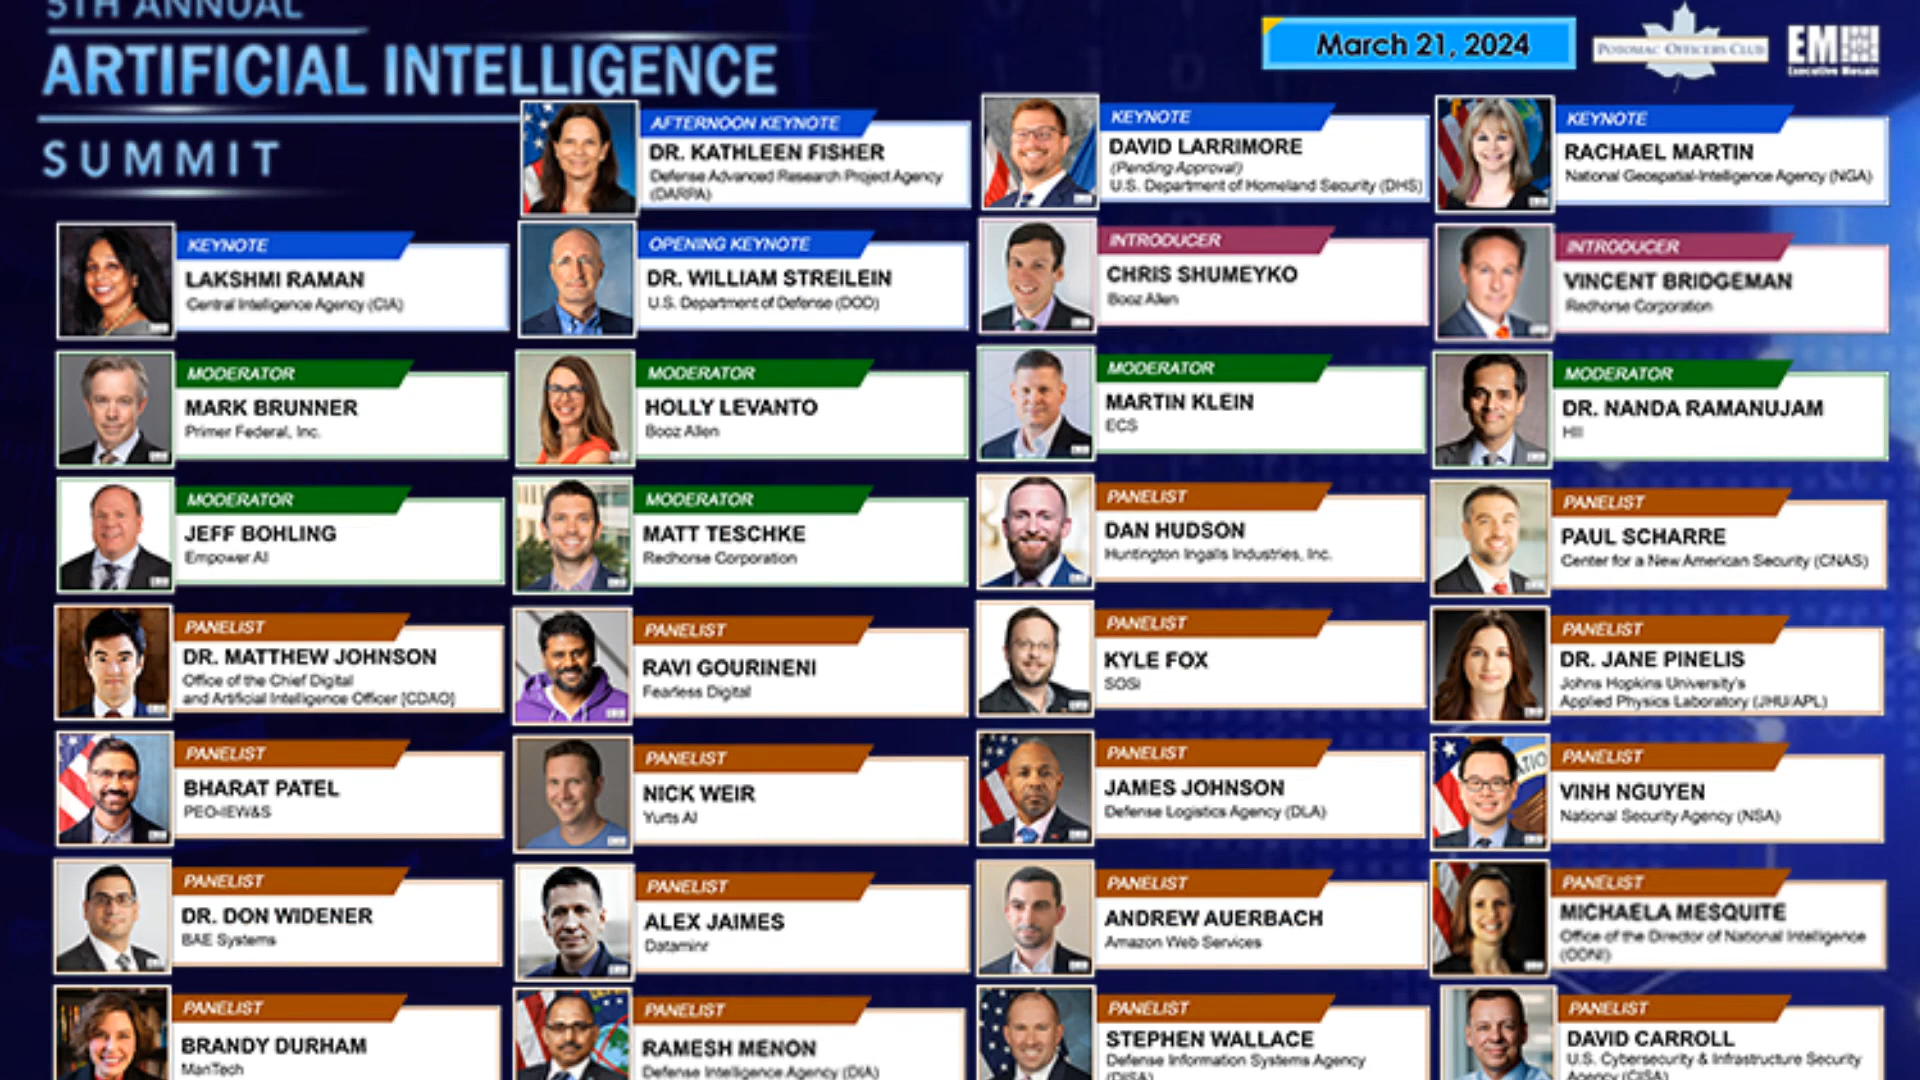 5TH ANNUAL
ARTIFICIAL INTELLIGENCE
SUMMIT
March 21, 2024
POTOMAC OFFICERS CLUB
EM
Executive Mosaic
AFTERNOON KEYNOTE
DR. KATHLEEN FISHER
Defense Advanced Research Project Agency
(DARPA)
KEYNOTE
DAVID LARRIMORE
(Pending Approval)
U.S. Department of Homeland Security (DHS)
KEYNOTE
RACHAEL MARTIN
National Geospatial-Intelligence Agency (NGA)
KEYNOTE
LAKSHMI RAMAN
Central Intelligence Agency (CIA)
OPENING KEYNOTE
DR. WILLIAM STREILEIN
U.S. Department of Defense (DOD)
INTRODUCER
CHRIS SHUMEYKO
Booz Allen
INTRODUCER
VINCENT BRIDGEMAN
Redhorse Corporation
MODERATOR
MARK BRUNNER
Primer Federal, Inc.
MODERATOR
HOLLY LEVANTO
Booz Allen
MODERATOR
MARTIN KLEIN
ECS
MODERATOR
DR. NANDA RAMANUJAM
HII
MODERATOR
JEFF BOHLING
Empower AI
MODERATOR
MATT TESCHKE
Redhorse Corporation
PANELIST
DAN HUDSON
Huntington Ingalls Industries, Inc.
PANELIST
PAUL SCHARRE
Center for a New American Security (CNAS)
PANELIST
DR. MATTHEW JOHNSON
Office of the Chief Digital
and Artificial Intelligence Officer [CDAO]
PANELIST
RAVI GOURINENI
Fearless Digital
PANELIST
KYLE FOX
SOSi
PANELIST
DR. JANE PINELIS
Johns Hopkins University's
Applied Physics Laboratory (JHU/APL)
PANELIST
BHARAT PATEL
PEO-IEW&S
PANELIST
NICK WEIR
Yurts AI
PANELIST
JAMES JOHNSON
Defense Logistics Agency (DLA)
PANELIST
VINH NGUYEN
National Security Agency (NSA)
PANELIST
DR. DON WIDENER
BAE Systems
PANELIST
ALEX JAIMES
Dataminr
PANELIST
ANDREW AUERBACH
Amazon Web Services
PANELIST
MICHAELA MESQUITE
Office of the Director of National Intelligence
(ODNI)
PANELIST
BRANDY DURHAM
ManTech
PANELIST
RAMESH MENON
Defense Intelligence Agency (DIA)
PANELIST
STEPHEN WALLACE
Defense Information Systems Agency
(DISA)
PANELIST
DAVID CARROLL
U.S. Cybersecurity & Infrastructure Security
Agency (CISA)